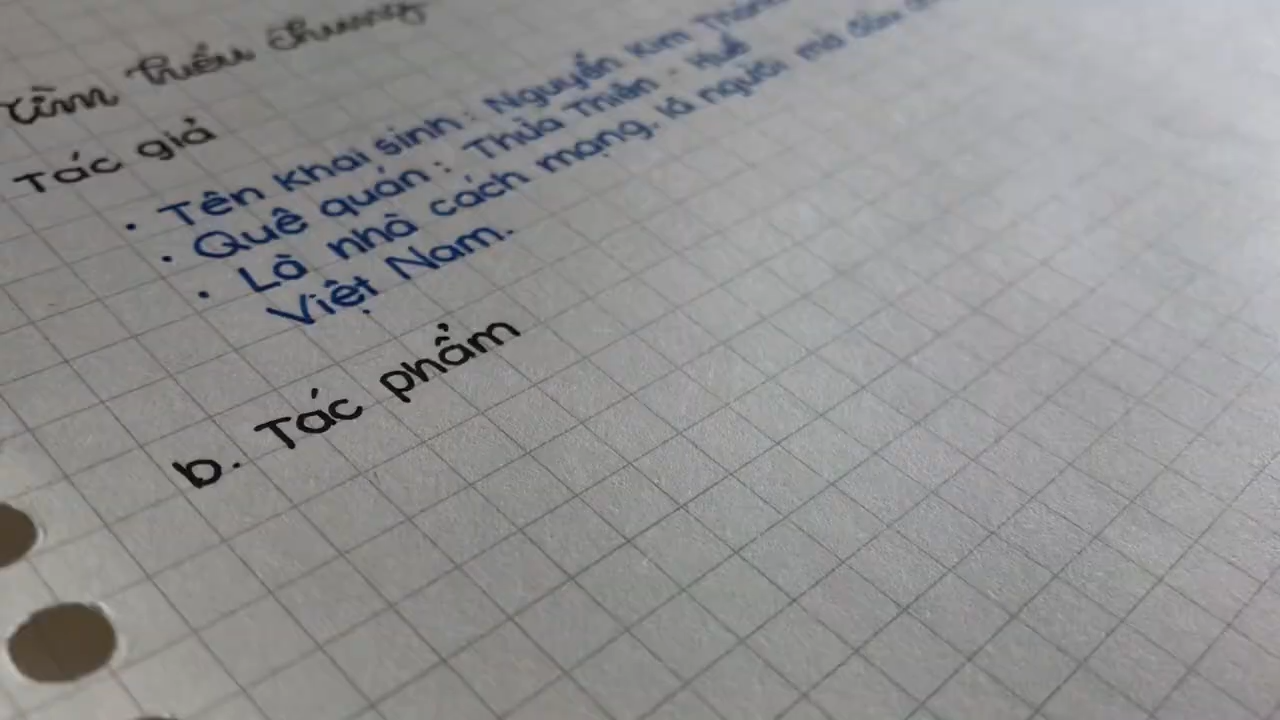 Tìm hiểu chung
Tác giả
• Tên khai sinh: Nguyễn Kim Thành
• Quê quán: Thừa Thiên - Huế
• Là nhà cách mạng, là người mà
Việt Nam.
b. Tác phẩm